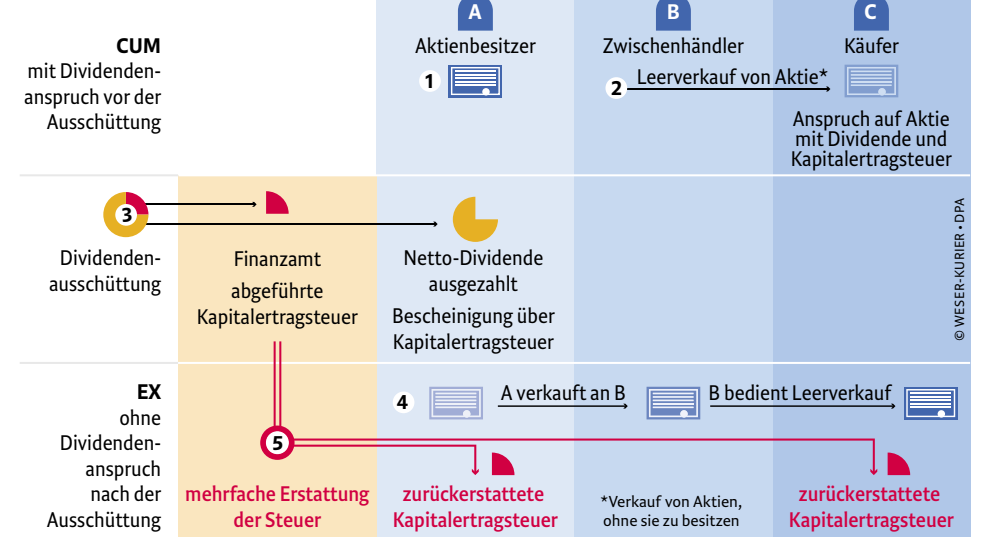 A
B
C
CUM
mit Dividenden-
anspruch vor der
Ausschüttung
Aktienbesitzer
1
Zwischenhändler
2
Leerverkauf von Aktie*
Käufer
Anspruch auf Aktie
mit Dividende und
Kapitalertragsteuer
3
Dividenden-
ausschüttung
Finanzamt
abgeführte
Kapitalertragsteuer
Netto-Dividende
ausgezahlt
Bescheinigung über
Kapitalertragsteuer
© WESER-KURIER • DPA
EX
ohne
Dividenden-
anspruch
nach der
Ausschüttung
4
A verkauft an B
B bedient Leerverkauf
5
mehrfache Erstattung
der Steuer
zurückerstattete
Kapitalertragsteuer
*Verkauf von Aktien,
ohne sie zu besitzen
zurückerstattete
Kapitalertragsteuer